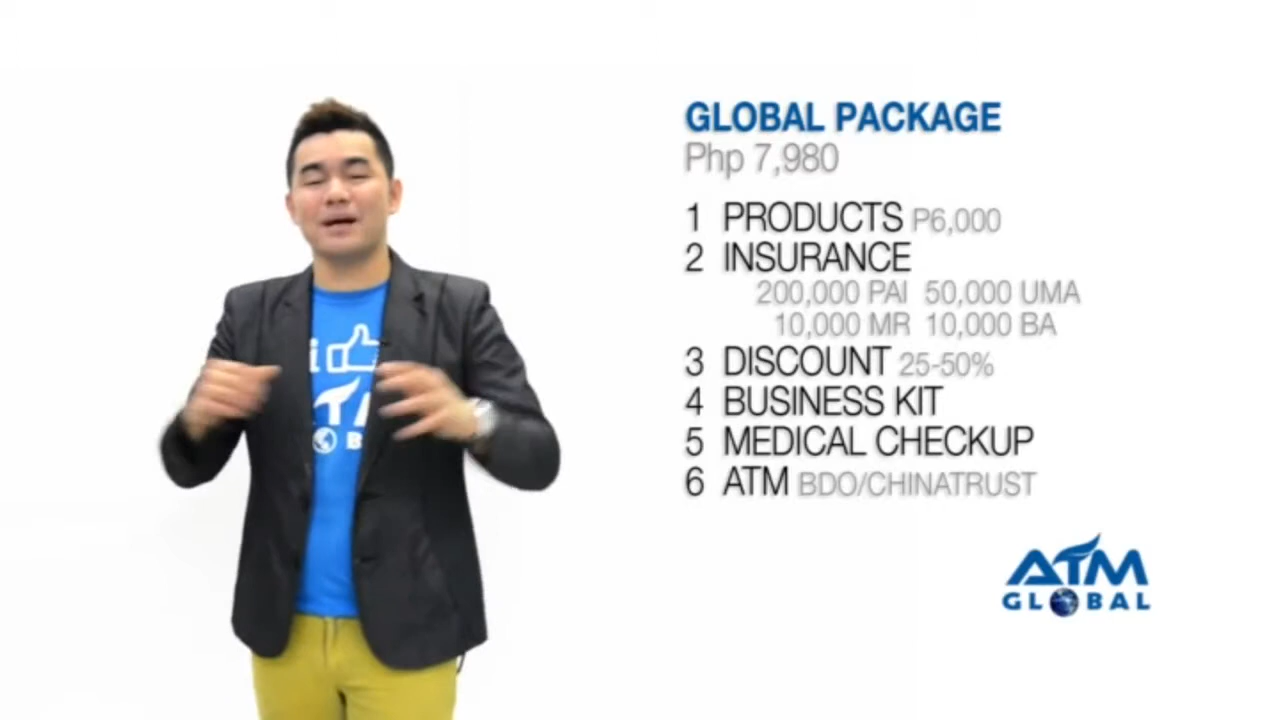 GLOBAL PACKAGE
Php 7,980
1 PRODUCTS P6,000
2 INSURANCE
200,000 PAI 50,000 UMA
10,000 MR 10,000 BA
3 DISCOUNT 25-50%
4 BUSINESS KIT
5 MEDICAL CHECKUP
6 ATM BDO/CHINATRUST
i
ATM
GLOBAL